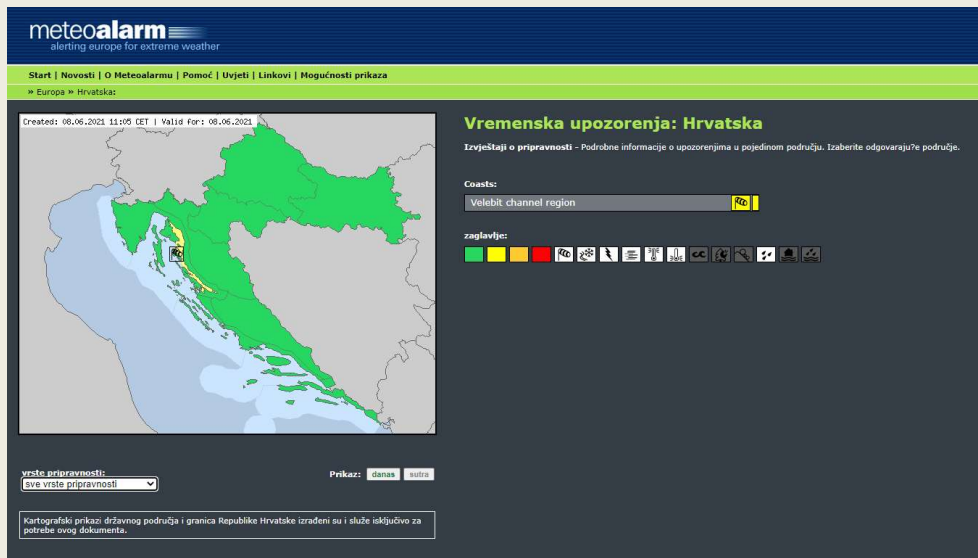 meteoalarm
alerting europe for extreme weather
Start | Novosti | O Meteoalarmu | Pomoć | Uvjeti | Linkovi | Mogućnosti prikaza
» Europa » Hrvatska:
Created: 08.06.2021 11:05 CET | Valid for: 08.06.2021
Vremenska upozorenja: Hrvatska
Izvještaji o pripravnosti - Podrobne informacije o upozorenjima u pojedinom području. Izaberite odgovaraju?e područje.
Coasts:
Velebit channel region
zaglavlje:
vrste pripravnosti:
sve vrste pripravnosti
Prikaz: danas sutra
Kartografski prikazi državnog područja i granica Republike Hrvatske izrađeni su i služe isključivo za
potrebe ovog dokumenta.